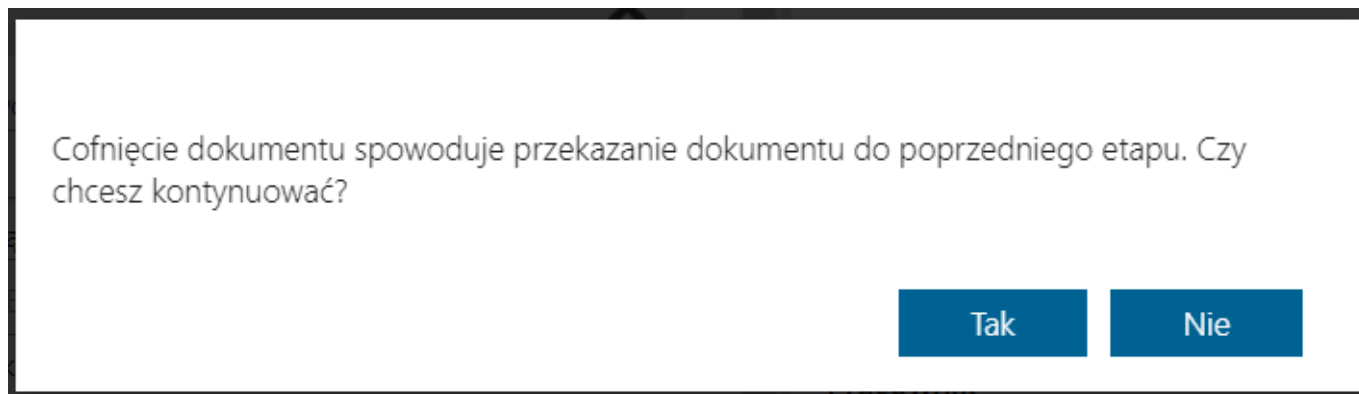 Cofnięcie dokumentu spowoduje przekazanie dokumentu do poprzedniego etapu. Czy
chcesz kontynuować?
Tak Nie